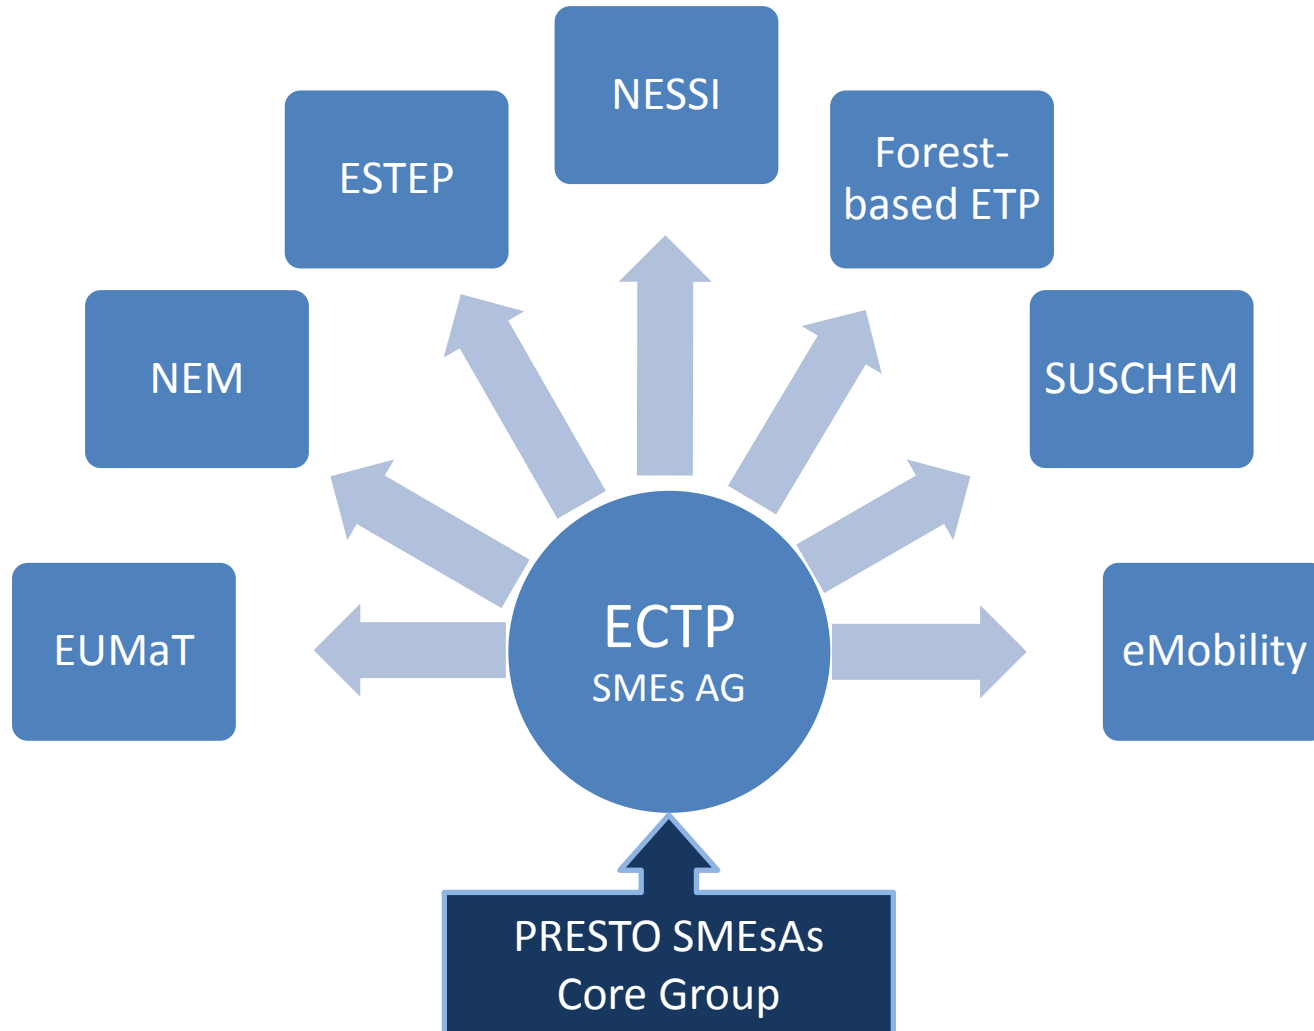 NESSI
ESTEP
Forest-
based ETP
NEM
SUSCHEM
EUMaT
ECTP
SMEs AG
eMobility
PRESTO SMEsAs
Core Group